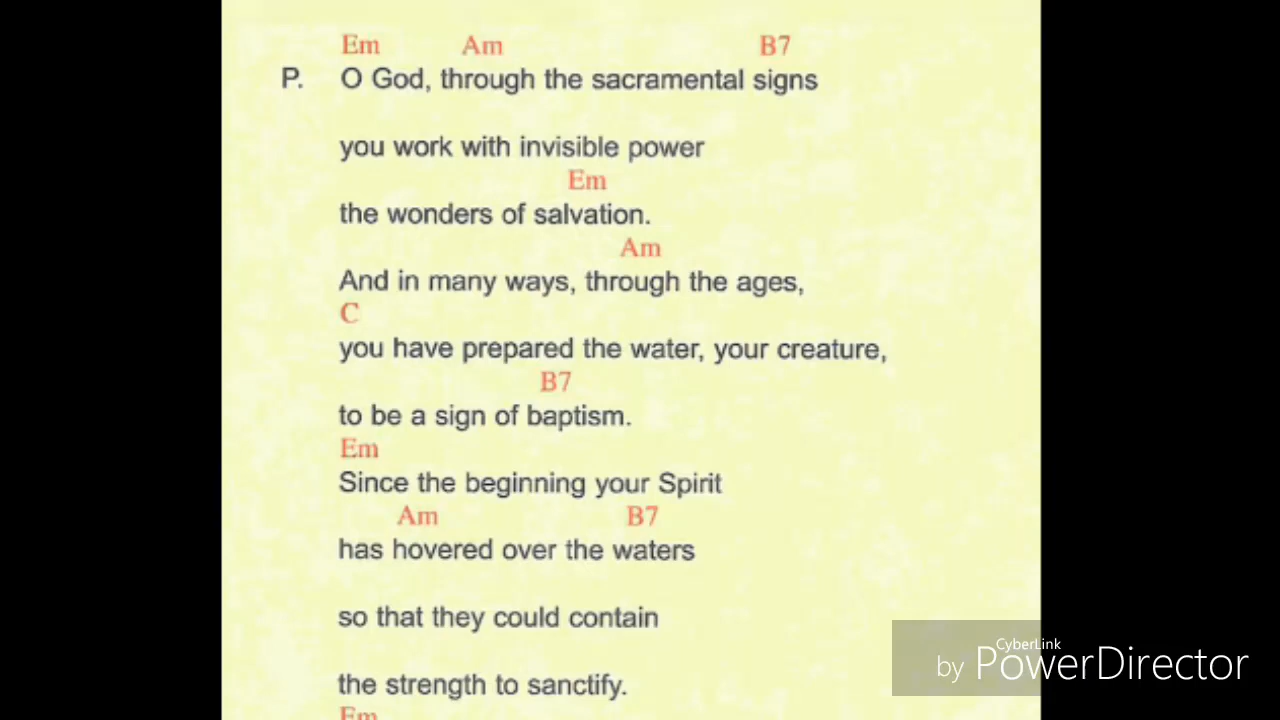 Em Am B7
P. O God, through the sacramental signs
you work with invisible power
Em
the wonders of salvation.
Am
And in many ways, through the ages,
C
you have prepared the water, your creature,
B7
to be a sign of baptism.
Em
Since the beginning your Spirit
Am B7
has hovered over the waters
so that they could contain
the strength to sanctify.
Em
CyberLink
by PowerDirector